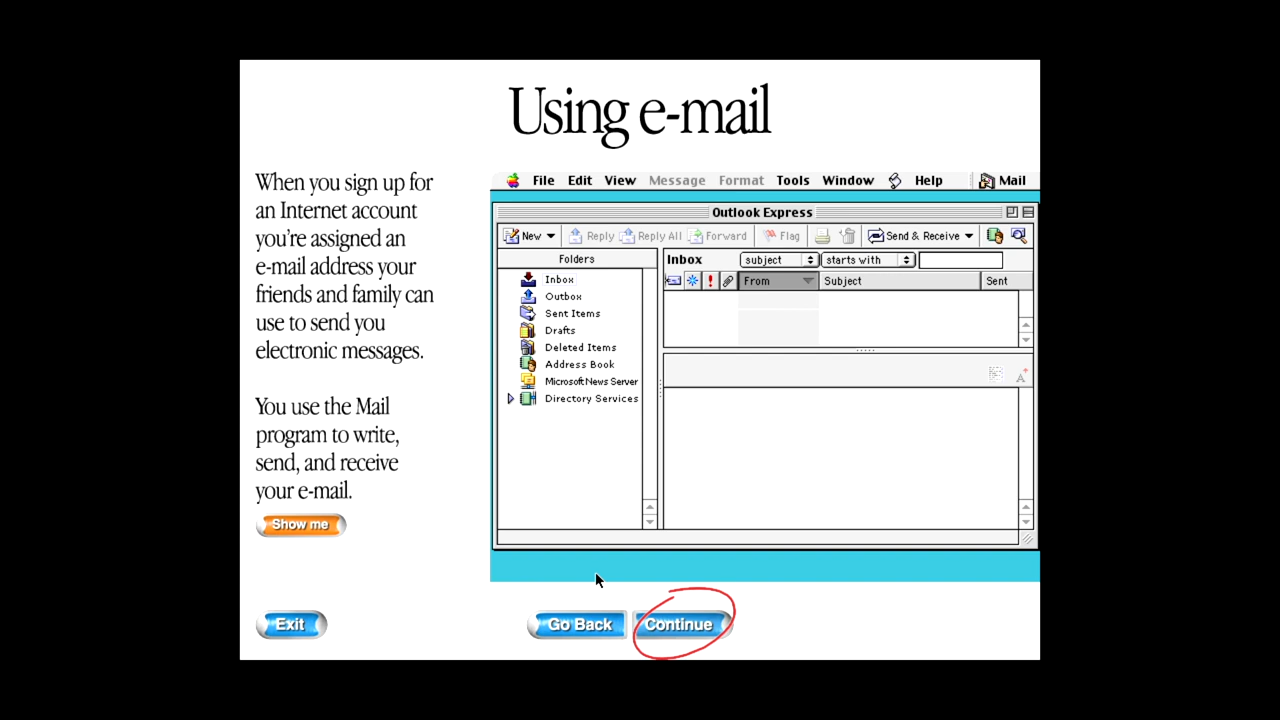 Using e-mail
When you sign up for
an Internet account
you're assigned an
e-mail address your
friends and family can
use to send you
electronic messages.
You use the Mail
program to write,
send, and receive
your e-mail.
Show me
File Edit View Message Format Tools Window Help Mail
Outlook Express
New Reply Reply All Forward Flag Send & Receive
Folders
Inbox
Outbox
Sent Items
Drafts
Deleted Items
Address Book
Microsoft News Server
Directory Services
Inbox subject starts with
From Subject Sent
Exit Go Back Continue